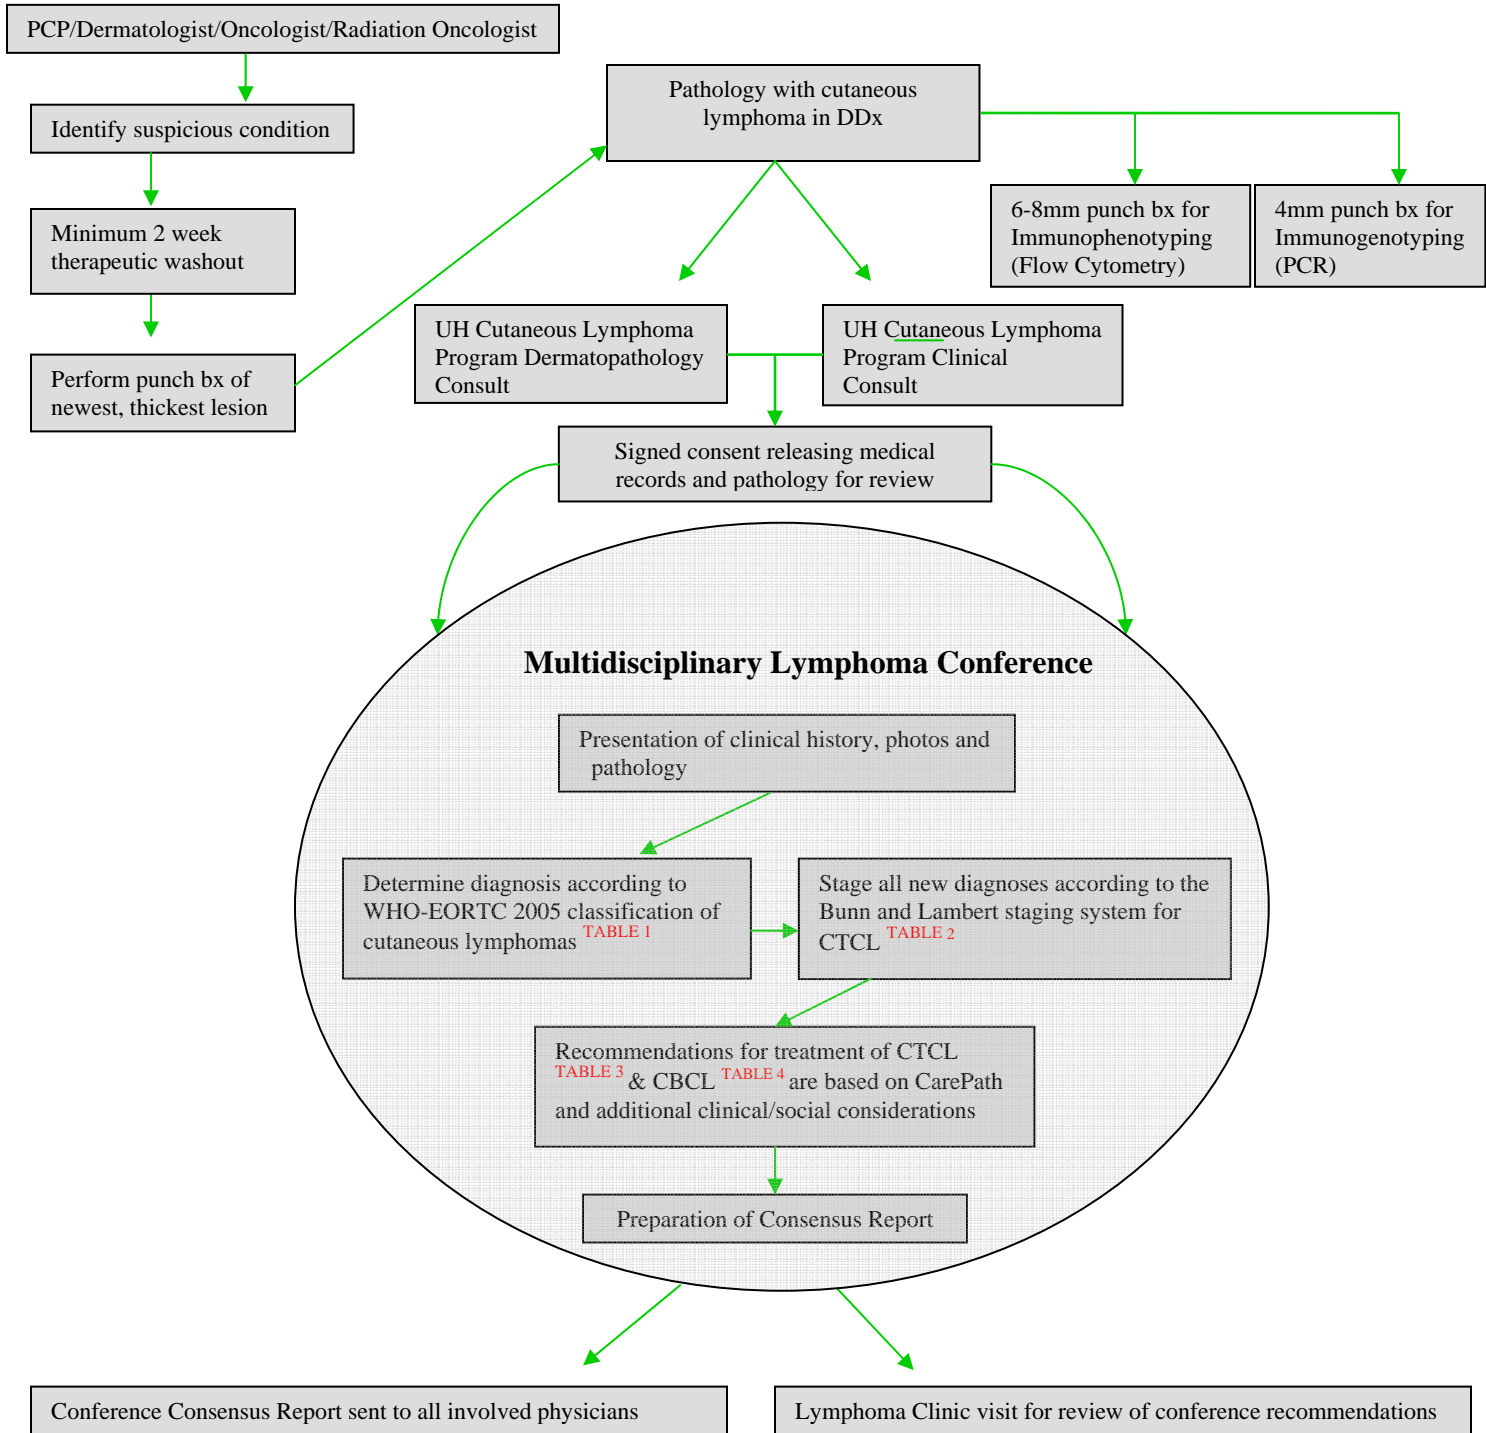 PCP/Dermatologist/Oncologist/Radiation Oncologist
Identify suspicious condition
Minimum 2 week
therapeutic washout
Perform punch bx of
newest, thickest lesion
Pathology with cutaneous
lymphoma in DDx
6-8mm punch bx for
Immunophenotyping
(Flow Cytometry)
4mm punch bx for
Immunogenotyping
(PCR)
UH Cutaneous Lymphoma
Program Dermatopathology
Consult
UH Cutaneous Lymphoma
Program Clinical
Consult
Signed consent releasing medical
records and pathology for review
Multidisciplinary Lymphoma Conference
Presentation of clinical history, photos and
pathology
Determine diagnosis according to
WHO-EORTC 2005 classification of
cutaneous lymphomas TABLE 1
Stage all new diagnoses according to the
Bunn and Lambert staging system for
CTCL TABLE 2
Recommendations for treatment of CTCL
TABLE 3 & CBCL TABLE 4 are based on CarePath
and additional clinical/social considerations
Preparation of Consensus Report
Conference Consensus Report sent to all involved physicians
Lymphoma Clinic visit for review of conference recommendations